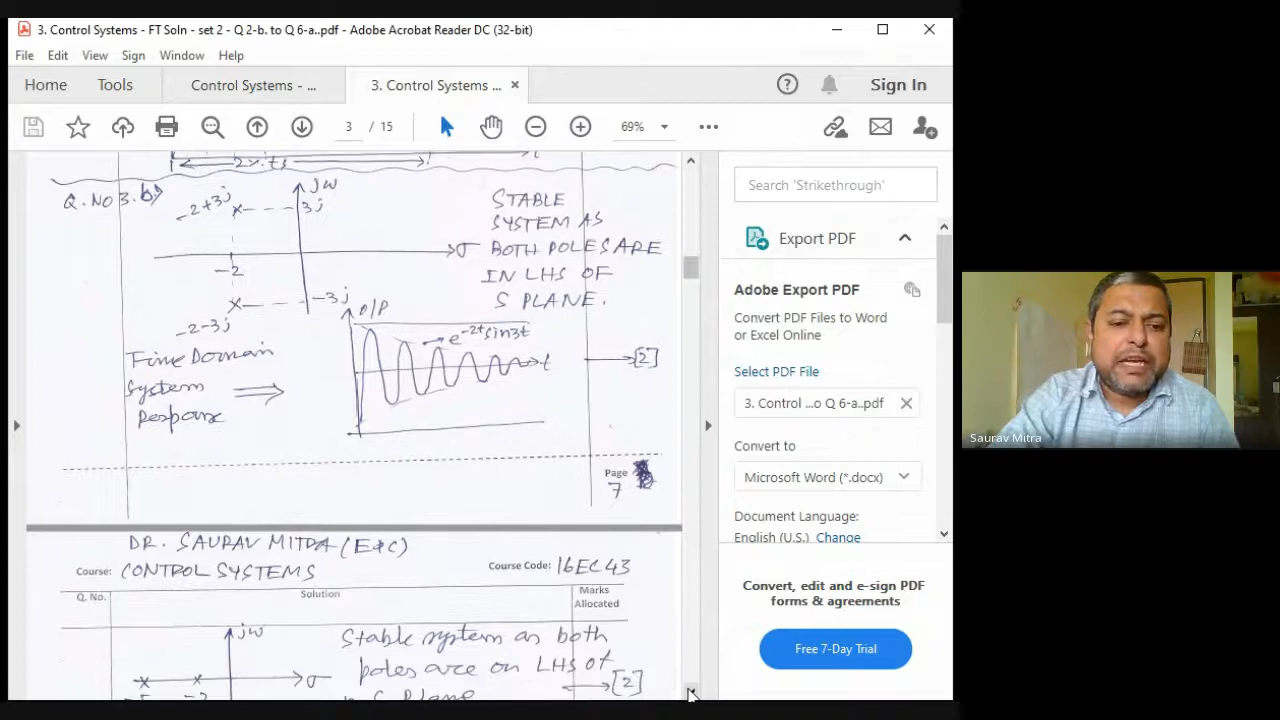 3. Control Systems - FT Soln - set 2 - Q 2-b. to Q 6-a..pdf - Adobe Acrobat Reader DC (32-bit)
File Edit View Sign Window Help
Home Tools Control Systems - ... 3. Control Systems ... × Sign In
3 / 15 69%
2 x ts
t
Q. NO 3. b)
-2+3j
jω
3j
σ
-2
-3j
-2-3j
STABLE
SYSTEM AS
BOTH POLES ARE
IN LHS OF
S PLANE.
O/P
e^-2t sin3t
t
[2]
Time Domain
System
Response
Page
7
DR. SAURAV MITRA (E&C)
Course: CONTROL SYSTEMS Course Code: 16EC43
Q. No. Solution Marks
Allocated
jω
σ
Stable system as both
poles are on LHS of
S Plane
[2]
Search 'Strikethrough'
Export PDF
Adobe Export PDF
Convert PDF Files to Word
or Excel Online
Select PDF File
3. Control ...o Q 6-a..pdf
Convert to
Microsoft Word (*.docx)
Document Language:
English (U.S.) Change
Convert, edit and e-sign PDF
forms & agreements
Free 7-Day Trial
Saurav Mitra